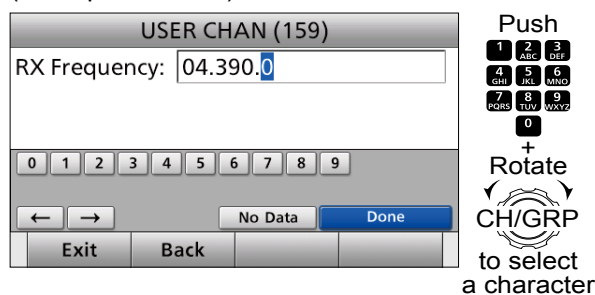 USER CHAN (159)
RX Frequency: 04.390.0
0 1 2 3 4 5 6 7 8 9
← → No Data Done
Exit Back
Push
1 2 ABC 3 DEF
4 GHI 5 JKL 6 MNO
7 PQRS 8 TUV 9 WXYZ
0
+
Rotate
CH/GRP
to select
a character